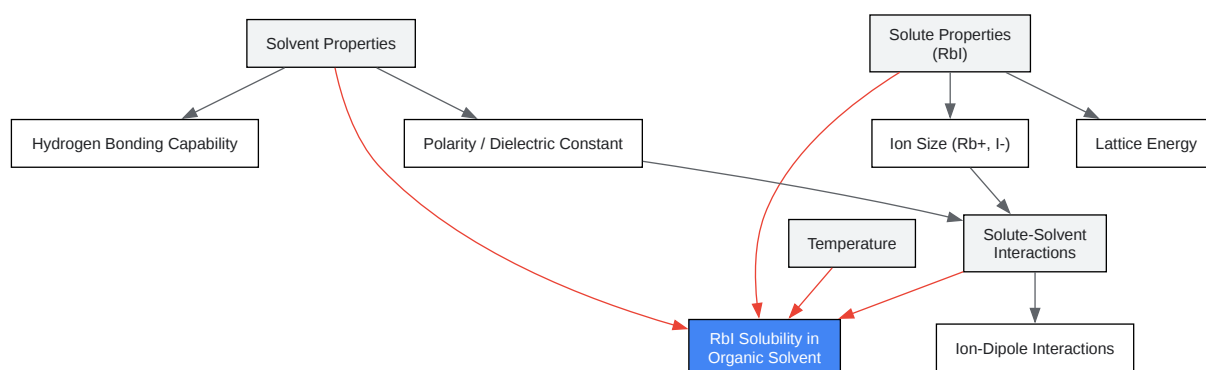 Solvent Properties
Solute Properties
(RbI)
Hydrogen Bonding Capability
Polarity / Dielectric Constant
Ion Size (Rb+, I-)
Lattice Energy
Temperature
Solute-Solvent
Interactions
RbI Solubility in
Organic Solvent
Ion-Dipole Interactions